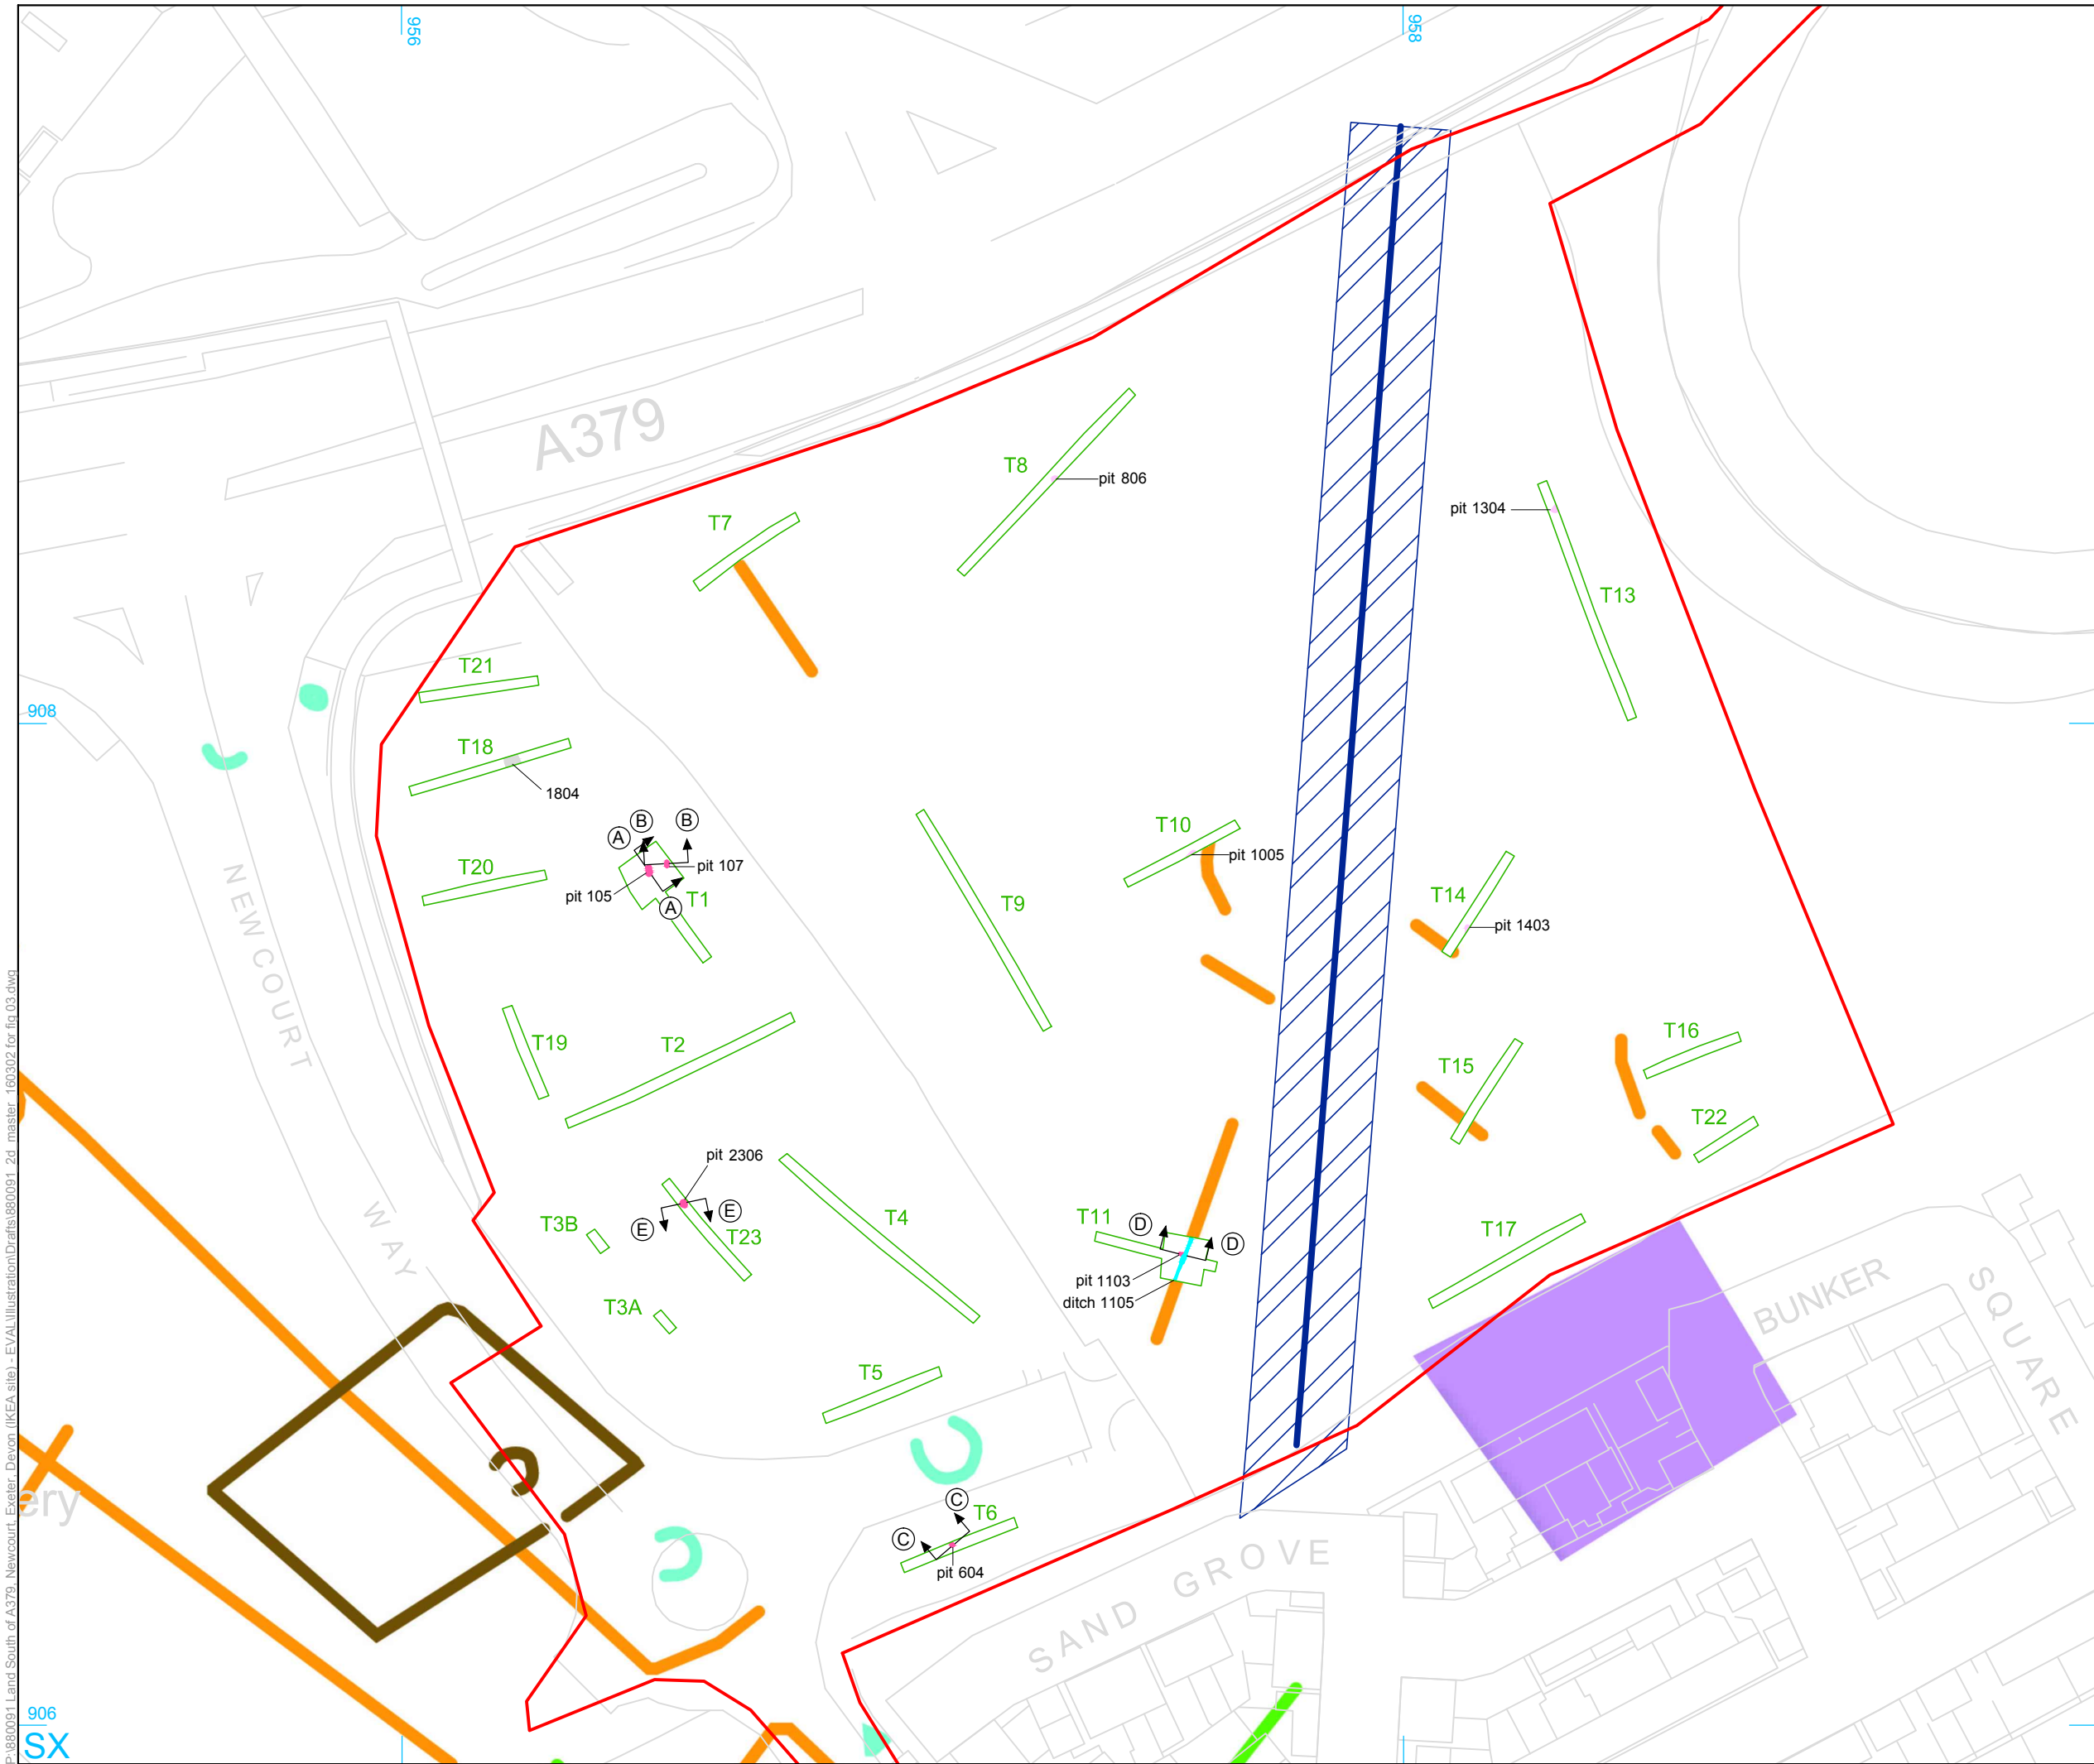 956
958
A379
T8
pit 806
pit 1304
T7
T13
T21
908
T18
1804
B
B
A
T10
pit 1005
pit 107
T20
pit 105
T1
A
T9
T14
pit 1403
NEWCOURT
WAY
T19
T2
T16
T15
T22
pit 2306
T3B
E
E
T23
T4
T11
D
D
T17
pit 1103
ditch 1105
T3A
BUNKER
SQUARE
T5
ery
C
T6
C
pit 604
SAND GROVE
906
SX
P:\880091 Land South of A379, Newcourt, Exeter, Devon (IKEA site) - EVAL\Illustration\Drafts\880091_2d_master_160302 for fig 03.dwg